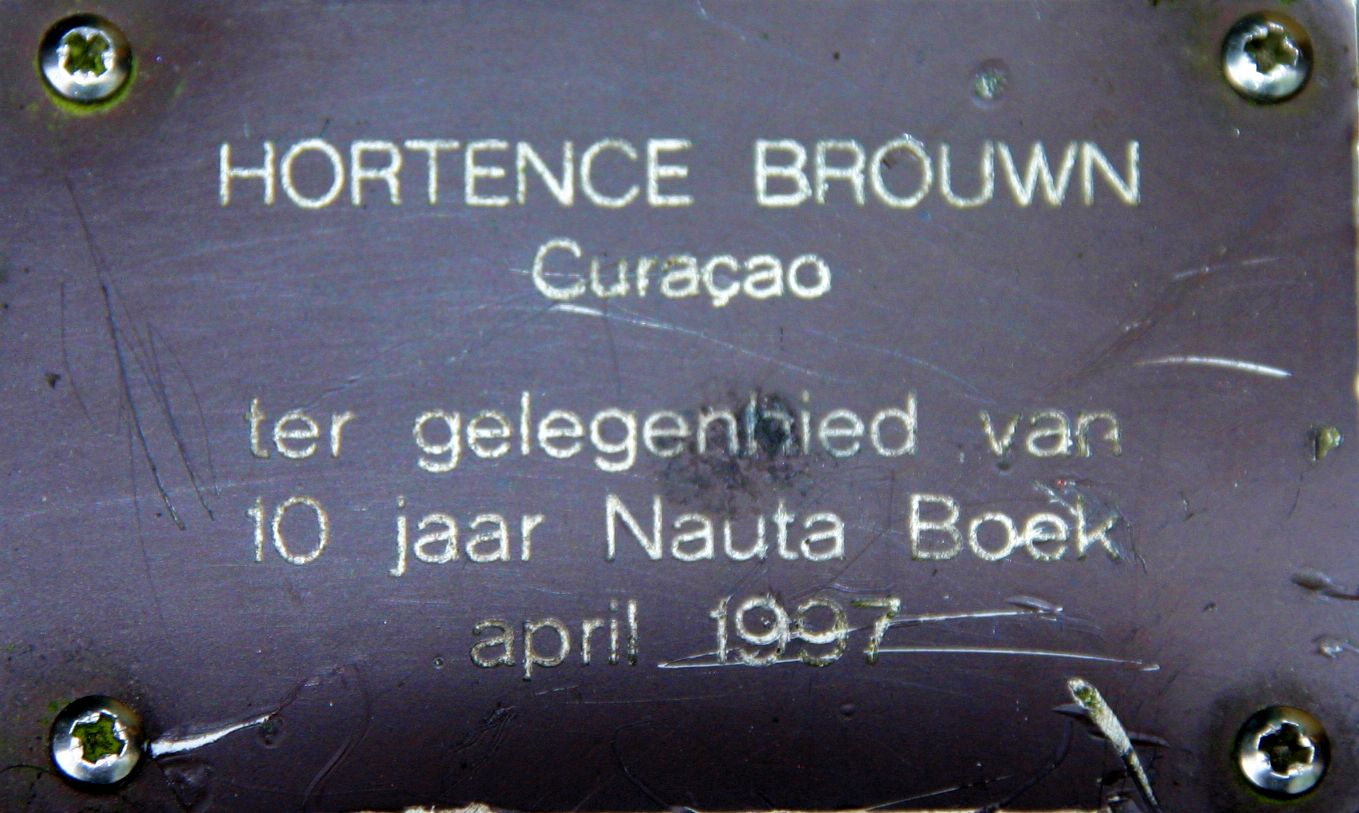 HORTENCE BROUWN
Curaçao
ter gelegenhied van
10 jaar Nauta Boek
april 1997